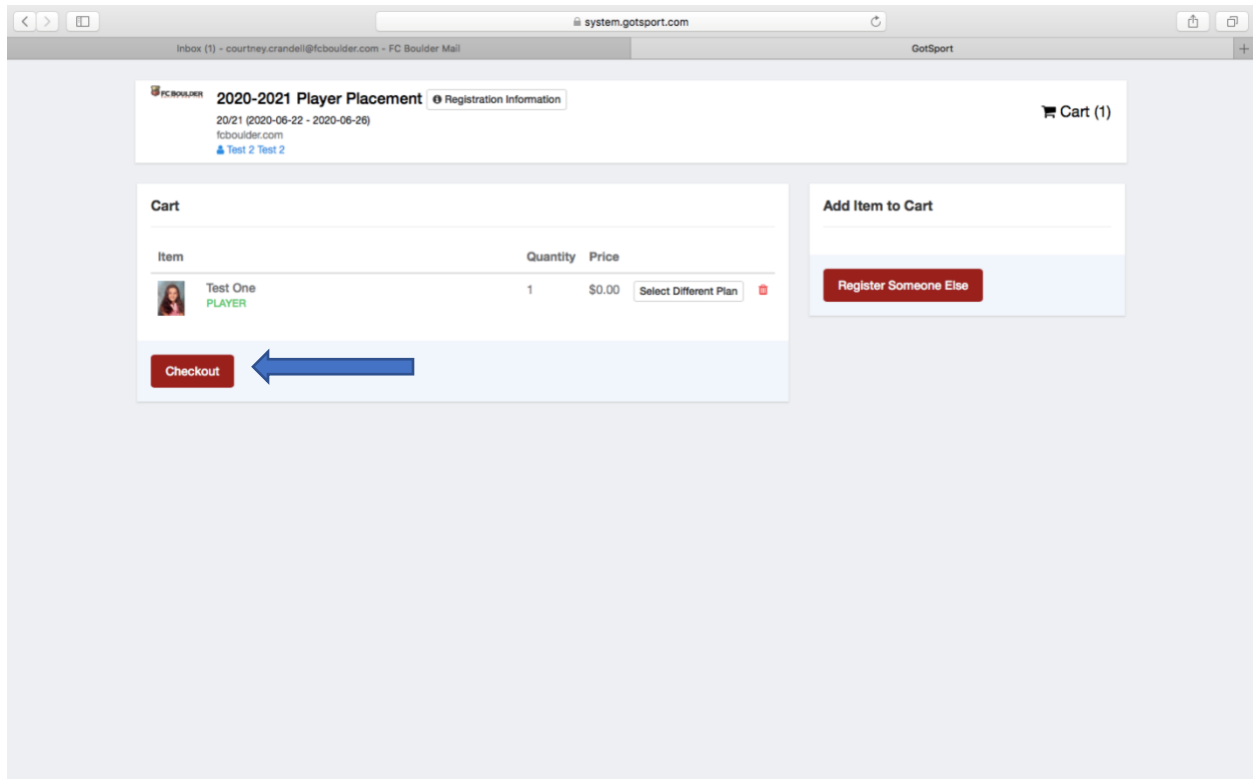 system.gotsport.com
Inbox (1) - courtney.crandell@fcboulder.com - FC Boulder Mail
GotSport
+
FC BOULDER
2020-2021 Player Placement
Registration Information
20/21 (2020-06-22 - 2020-06-26)
fcboulder.com
Test 2 Test 2
Cart (1)
Cart
Item Quantity Price
Test One 1 $0.00 Select Different Plan
PLAYER
Checkout
Add Item to Cart
Register Someone Else